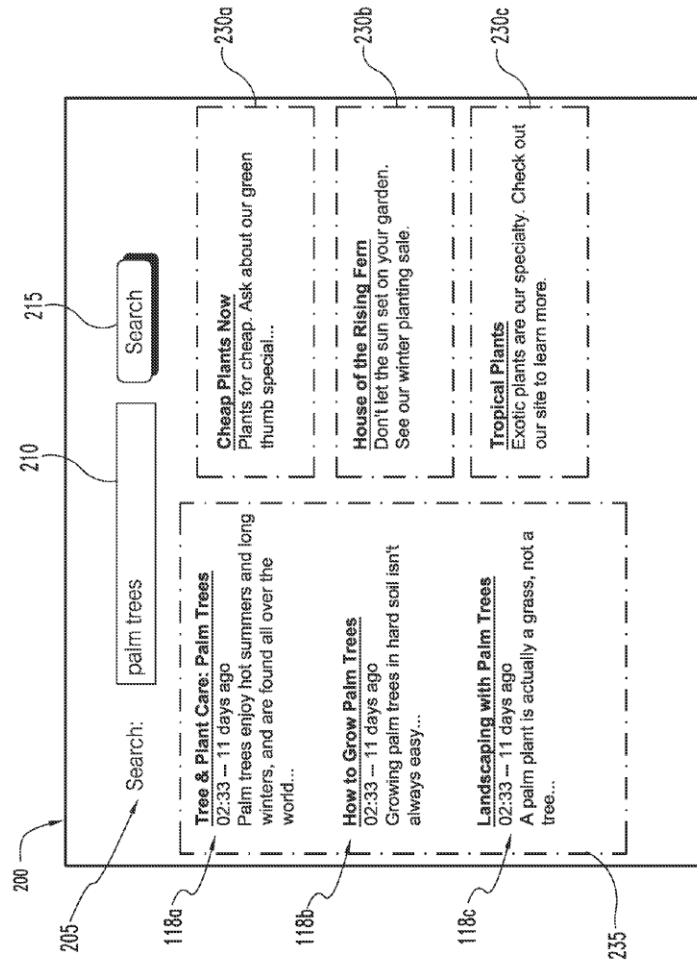 200
205
210
215
Search:
palm trees
Search
118a
Tree & Plant Care: Palm Trees
02:33 -- 11 days ago
Palm trees enjoy hot summers and long
winters, and are found all over the
world...
118b
How to Grow Palm Trees
02:33 -- 11 days ago
Growing palm trees in hard soil isn't
always easy...
118c
Landscaping with Palm Trees
02:33 -- 11 days ago
A palm plant is actually a grass, not a
tree...
235
Cheap Plants Now
Plants for cheap. Ask about our green
thumb special...
230a
House of the Rising Fern
Don't let the sun set on your garden.
See our winter planting sale.
230b
Tropical Plants
Exotic plants are our specialty. Check out
our site to learn more.
230c